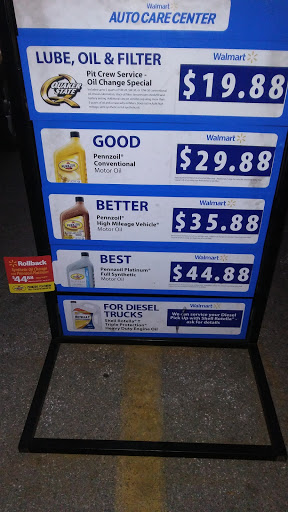 Walmart
AUTO CARE CENTER
LUBE, OIL & FILTER
Walmart
QUAKER
STATE
Pit Crew Service -
Oil Change Special
$19.88
GOOD
Walmart
Pennzoil®
Conventional
Motor Oil
$29.88
BETTER
Walmart
Pennzoil®
High Mileage Vehicle®
Motor Oil
$35.88
BEST
Walmart
Pennzoil Platinum®
Full Synthetic
Motor Oil
$44.88
Rollback
$44.88
FOR DIESEL
TRUCKS
Walmart
Shell Rotella® T
Triple Protection®
Heavy Duty Engine Oil
We can service your Diesel
Pick Up with Shell Rotella® -
ask for details